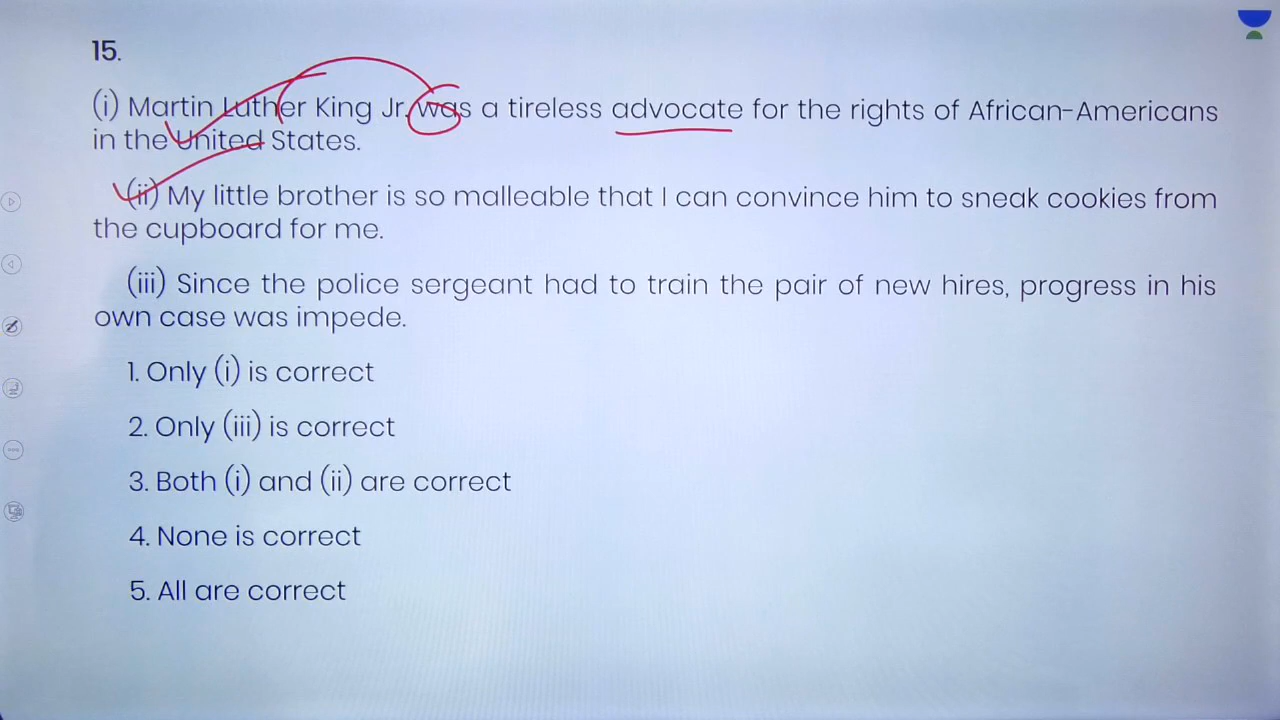 15.
(i) Martin Luther King Jr. was a tireless advocate for the rights of African-Americans
in the United States.
(ii) My little brother is so malleable that I can convince him to sneak cookies from
the cupboard for me.
(iii) Since the police sergeant had to train the pair of new hires, progress in his
own case was impede.
1. Only (i) is correct
2. Only (iii) is correct
3. Both (i) and (ii) are correct
4. None is correct
5. All are correct